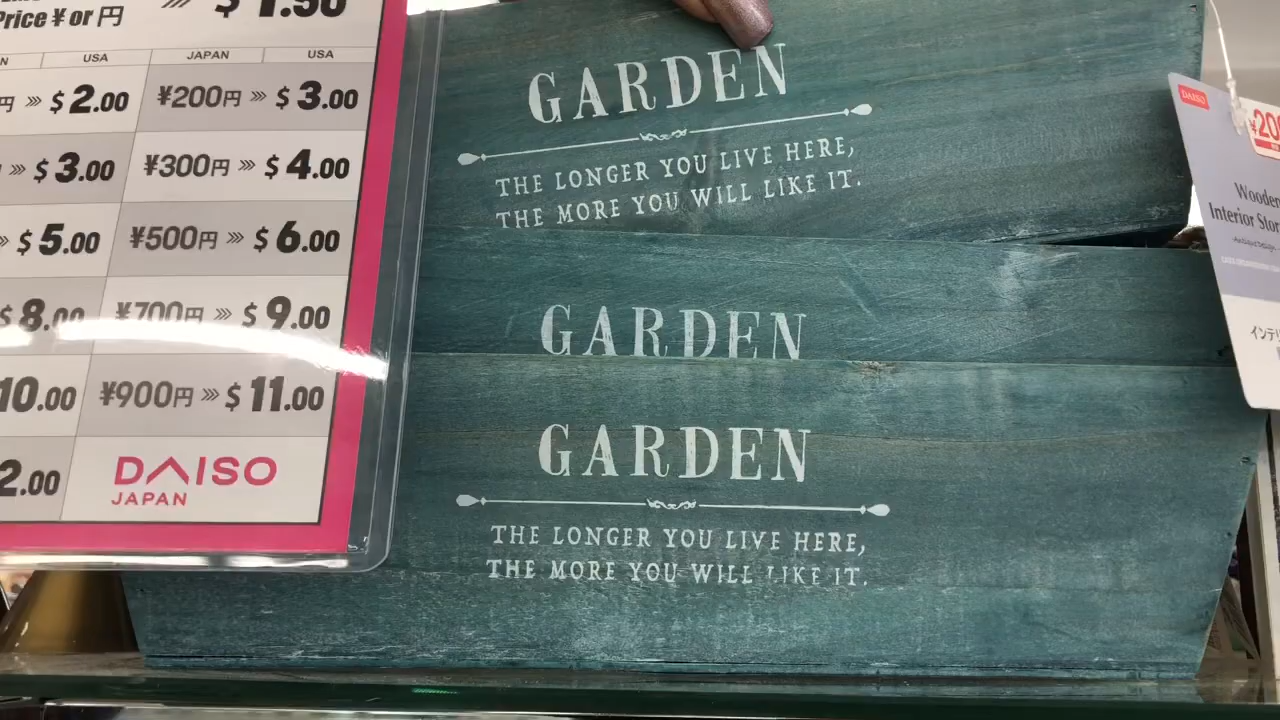 Price ¥ or 円 >>> $ 1.50
USA JAPAN USA
円 >>> $ 2.00 ¥200円 >>> $ 3.00
>>> $ 3.00 ¥300円 >>> $ 4.00
>>> $ 5.00 ¥500円 >>> $ 6.00
$ 8.00 ¥700円 >>> $ 9.00
10.00 ¥900円 >>> $ 11.00
2.00
DAISO
JAPAN
GARDEN
THE LONGER YOU LIVE HERE,
THE MORE YOU WILL LIKE IT.
GARDEN
GARDEN
THE LONGER YOU LIVE HERE,
THE MORE YOU WILL LIKE IT.
DAISO
¥200
Wooden
Interior Stor
インテリ